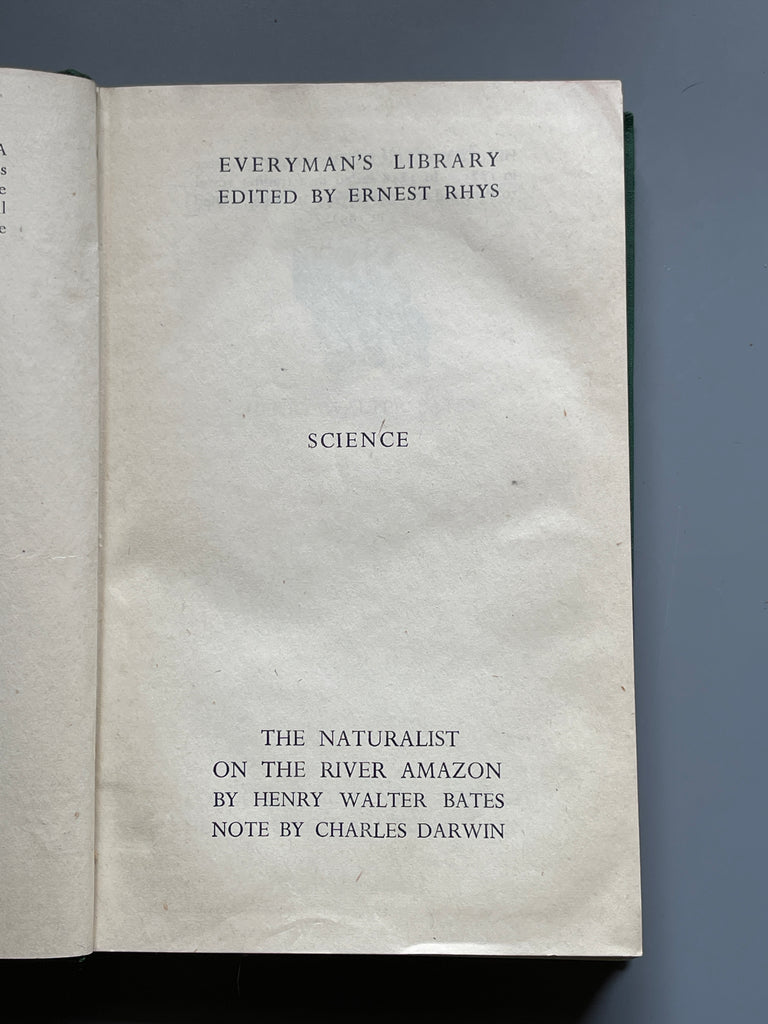 EVERYMAN'S LIBRARY
EDITED BY ERNEST RHYS
SCIENCE
THE NATURALIST
ON THE RIVER AMAZON
BY HENRY WALTER BATES
NOTE BY CHARLES DARWIN